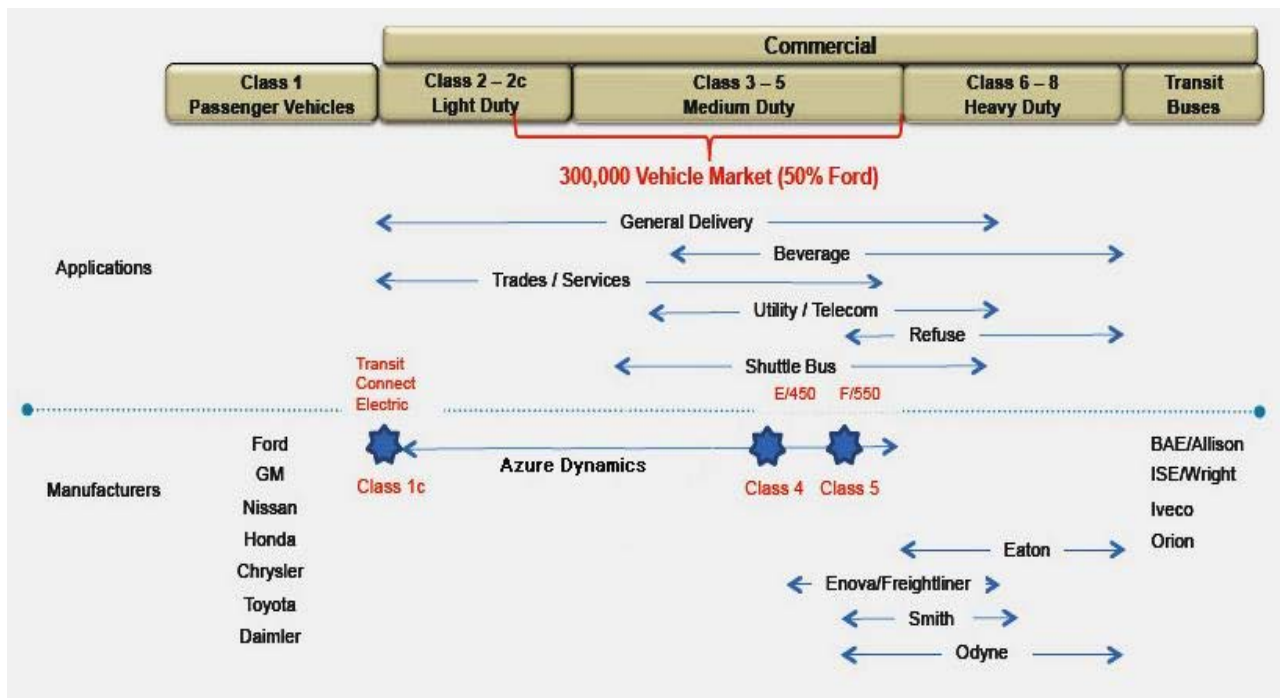 Commercial
Class 1
Passenger Vehicles
Class 2 – 2c
Light Duty
Class 3 – 5
Medium Duty
Class 6 – 8
Heavy Duty
Transit
Buses
300,000 Vehicle Market (50% Ford)
General Delivery
Beverage
Applications
Trades / Services
Utility / Telecom
Refuse
Shuttle Bus
Transit
Connect
Electric
E/450
F/550
Manufacturers
Ford
GM
Nissan
Honda
Chrysler
Toyota
Daimler
Azure Dynamics
Class 1c
Class 4
Class 5
BAE/Allison
ISE/Wright
Iveco
Orion
Eaton
Enova/Freightliner
Smith
Odyne